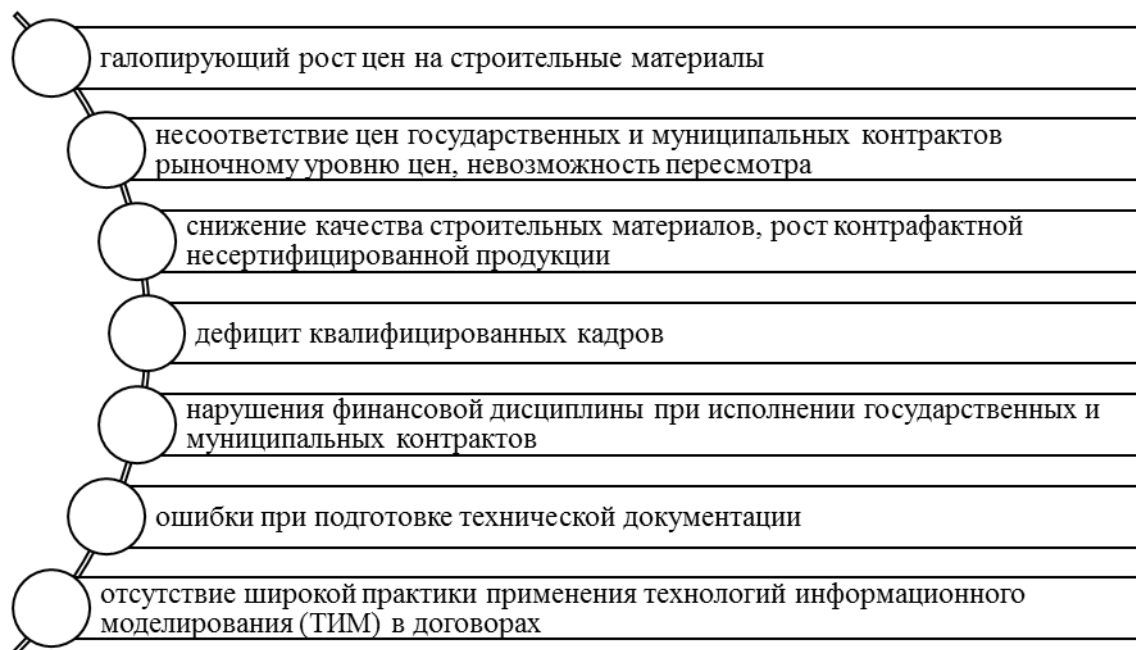 галопирующий рост цен на строительные материалы
несоответствие цен государственных и муниципальных контрактов
рыночному уровню цен, невозможность пересмотра
снижение качества строительных материалов, рост контрафактной
несертифицированной продукции
дефицит квалифицированных кадров
нарушения финансовой дисциплины при исполнении государственных и
муниципальных контрактов
ошибки при подготовке технической документации
отсутствие широкой практики применения технологий информационного
моделирования (ТИМ) в договорах